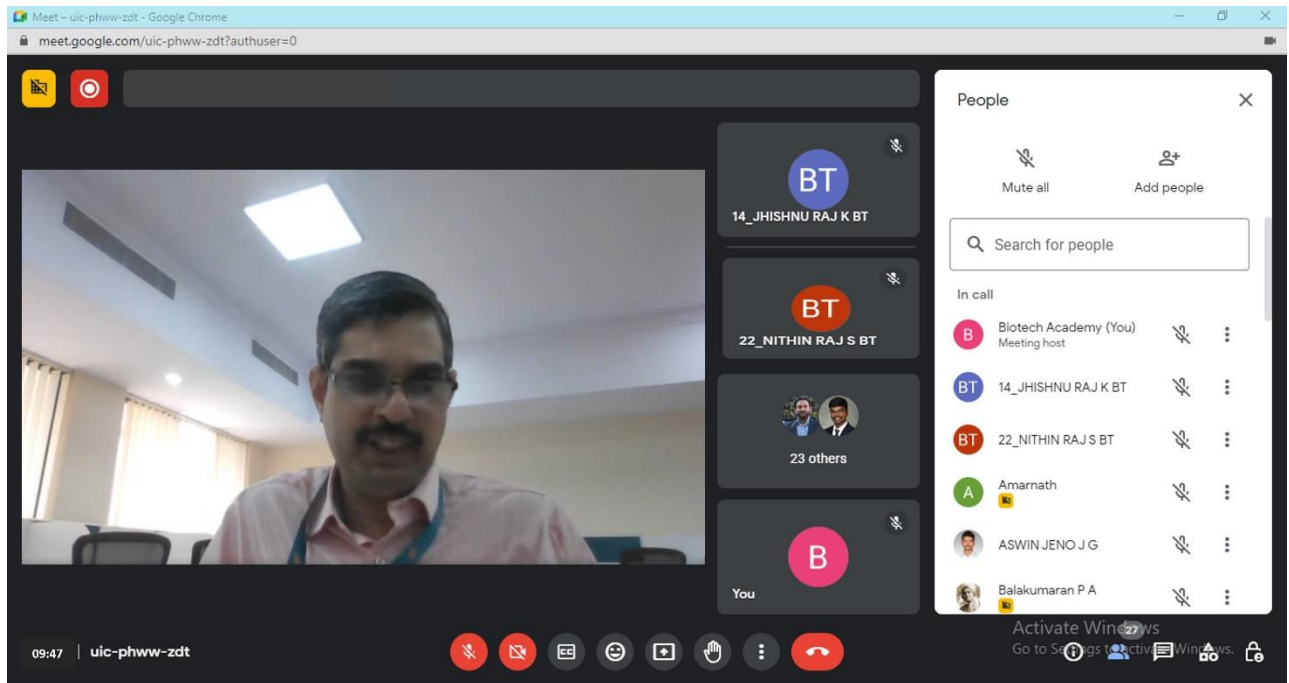 Meet – uic-phww-zdt - Google Chrome
meet.google.com/uic-phww-zdt?authuser=0
BT
14_JHISHNU RAJ K BT
BT
22_NITHIN RAJ S BT
23 others
B
You
People
Mute all
Add people
Search for people
In call
B
Biotech Academy (You)
Meeting host
BT
14_JHISHNU RAJ K BT
BT
22_NITHIN RAJ S BT
A
Amarnath
ASWIN JENO J G
Balakumaran P A
Activate Windows
Go to Settings to activate Windows.
27
09:47 | uic-phww-zdt
CC